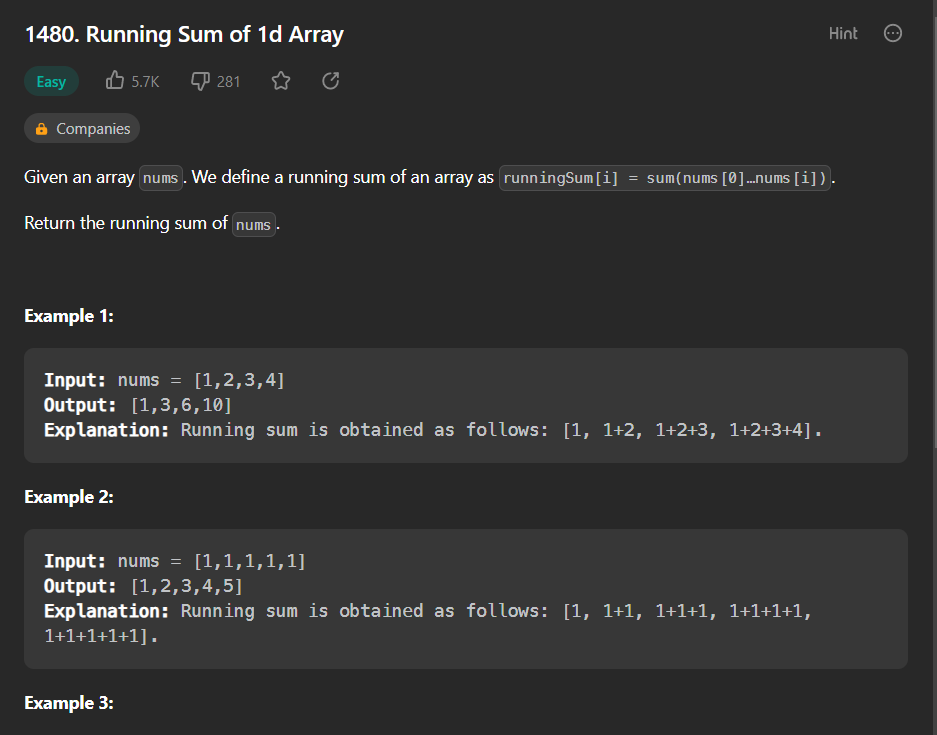 1480. Running Sum of 1d Array
Hint
Easy
5.7K
281
Companies
Given an array nums. We define a running sum of an array as runningSum[i] = sum(nums[0]…nums[i]).
Return the running sum of nums.
Example 1:
Input: nums = [1,2,3,4]
Output: [1,3,6,10]
Explanation: Running sum is obtained as follows: [1, 1+2, 1+2+3, 1+2+3+4].
Example 2:
Input: nums = [1,1,1,1,1]
Output: [1,2,3,4,5]
Explanation: Running sum is obtained as follows: [1, 1+1, 1+1+1, 1+1+1+1,
1+1+1+1+1].
Example 3: